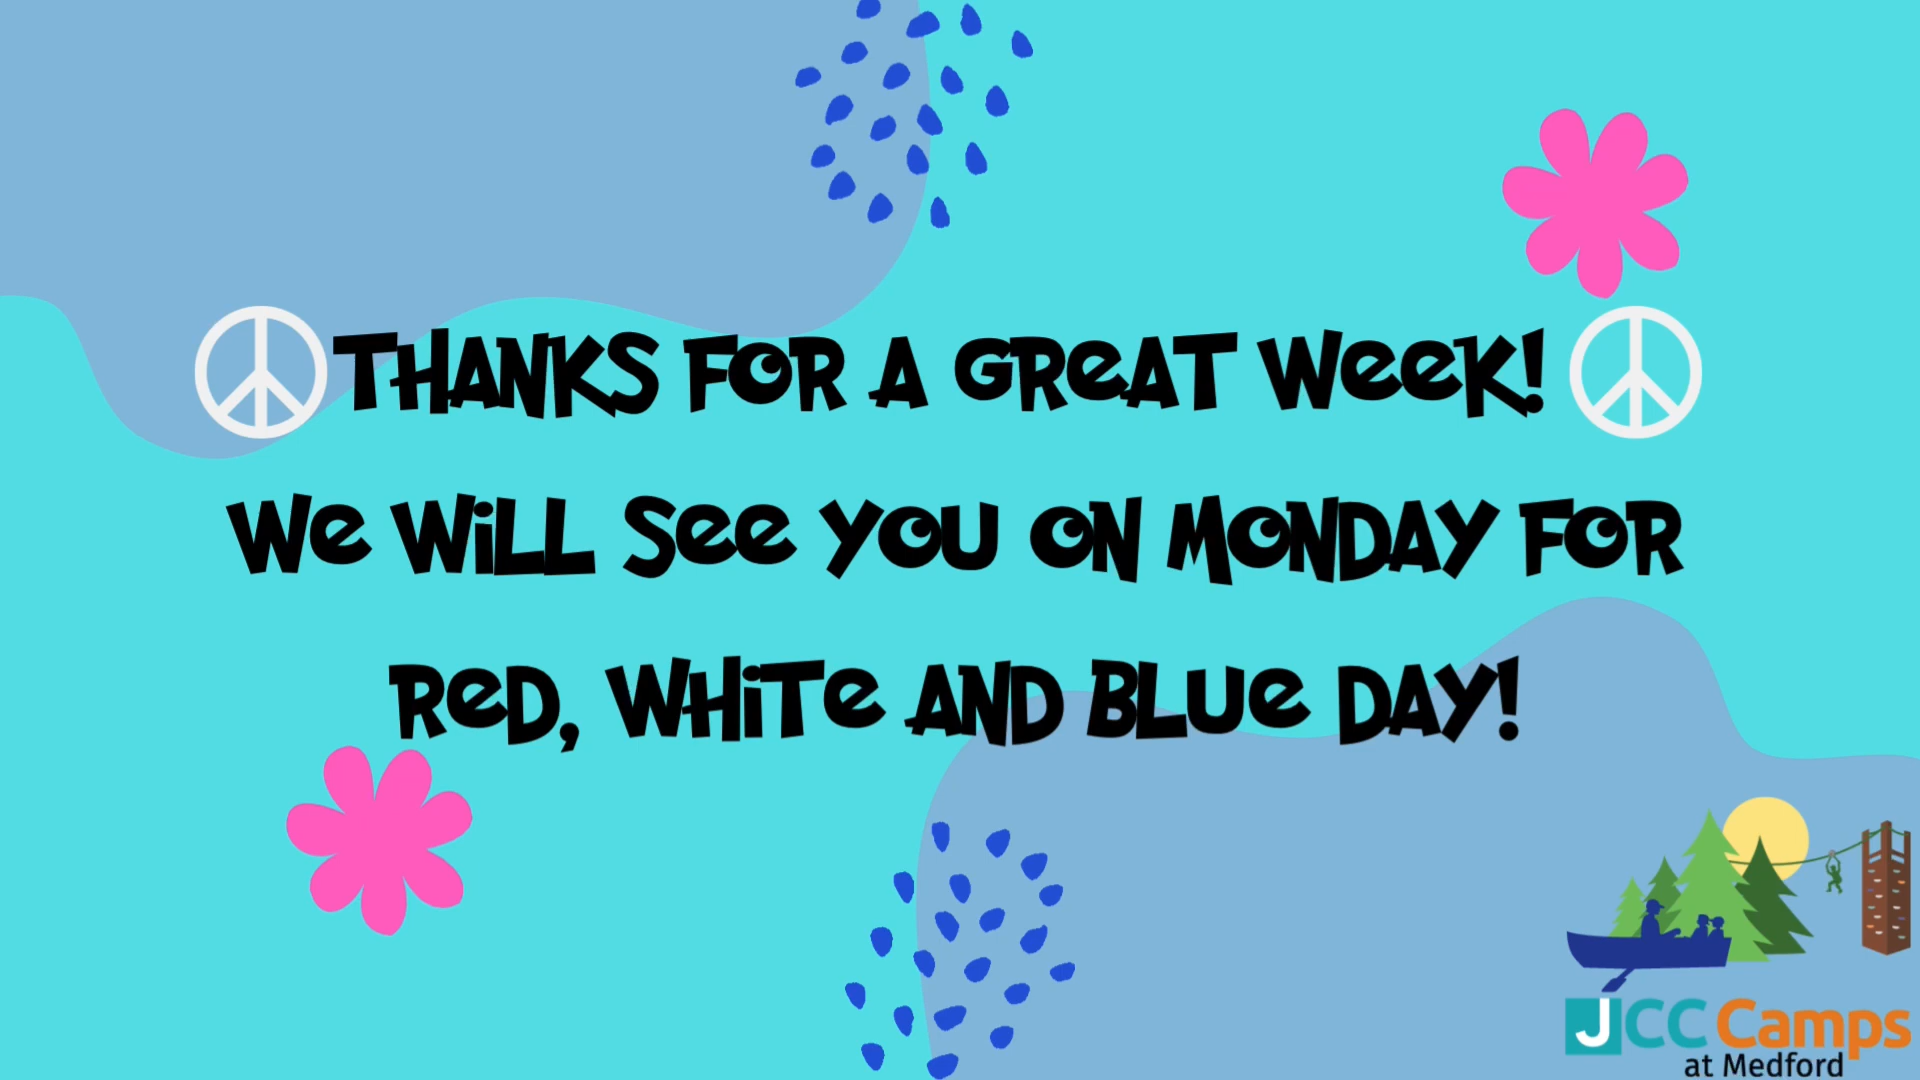 THANKS FOR A GREAT WEEK!
WE WILL SEE YOU ON MONDAY FOR
RED, WHITE AND BLUE DAY!
JCC Camps
at Medford